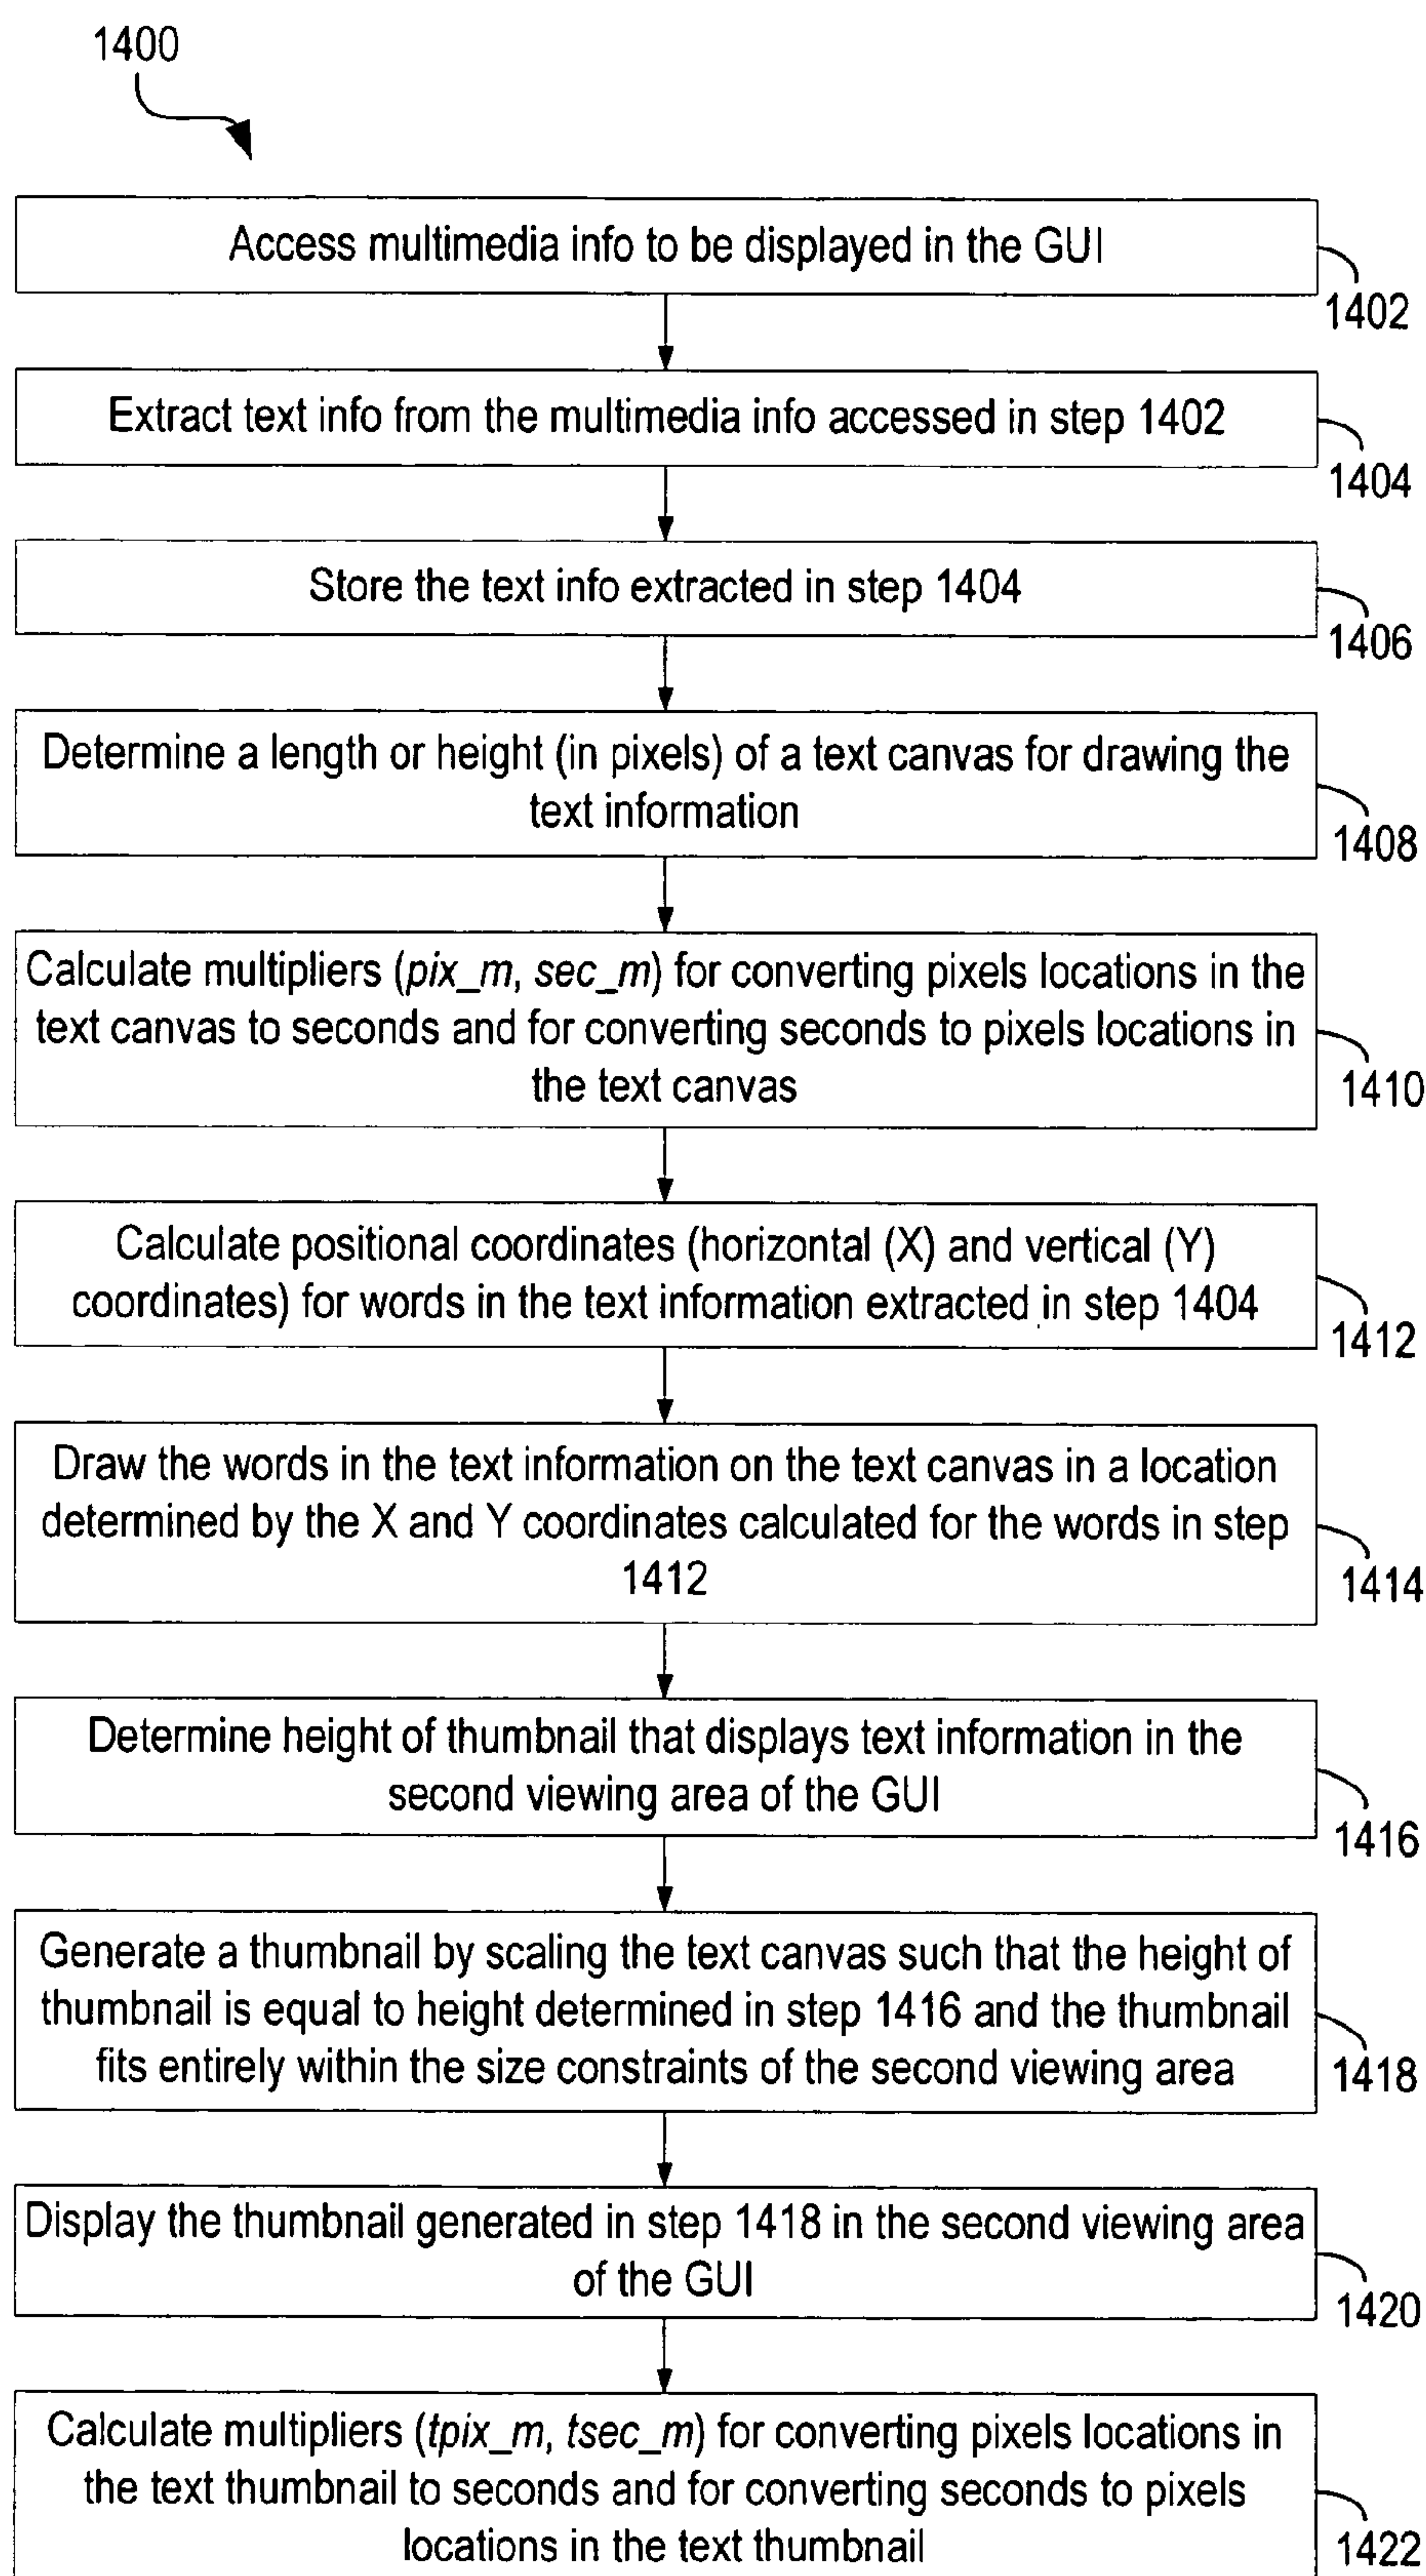 1400
Access multimedia info to be displayed in the GUI
1402
Extract text info from the multimedia info accessed in step 1402
1404
Store the text info extracted in step 1404
1406
Determine a length or height (in pixels) of a text canvas for drawing the
text information
1408
Calculate multipliers (pix_m, sec_m) for converting pixels locations in the
text canvas to seconds and for converting seconds to pixels locations in
the text canvas
1410
Calculate positional coordinates (horizontal (X) and vertical (Y)
coordinates) for words in the text information extracted in step 1404
1412
Draw the words in the text information on the text canvas in a location
determined by the X and Y coordinates calculated for the words in step
1412
1414
Determine height of thumbnail that displays text information in the
second viewing area of the GUI
1416
Generate a thumbnail by scaling the text canvas such that the height of
thumbnail is equal to height determined in step 1416 and the thumbnail
fits entirely within the size constraints of the second viewing area
1418
Display the thumbnail generated in step 1418 in the second viewing area
of the GUI
1420
Calculate multipliers (tpix_m, tsec_m) for converting pixels locations in
the text thumbnail to seconds and for converting seconds to pixels
locations in the text thumbnail
1422